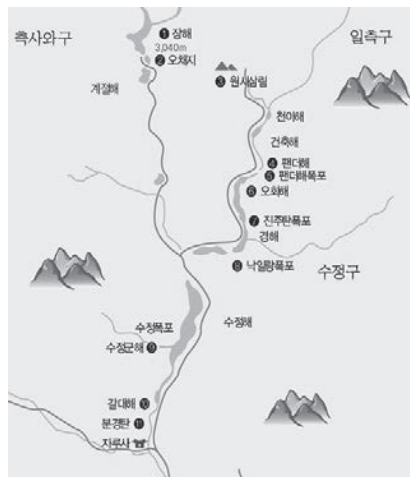 측사와구
일측구
❶ 장해
3,040m
❷ 오채지
계절해
❸ 원시삼림
천아해
건축해
❹ 팬더해
❺ 팬더해폭포
❻ 오화해
❼ 진주탄폭포
경해
❽ 낙일랑폭포
수정구
수정폭포
수정해
수정군해 ❾
갈대해 ❿
분경탄 ⓫
자루사